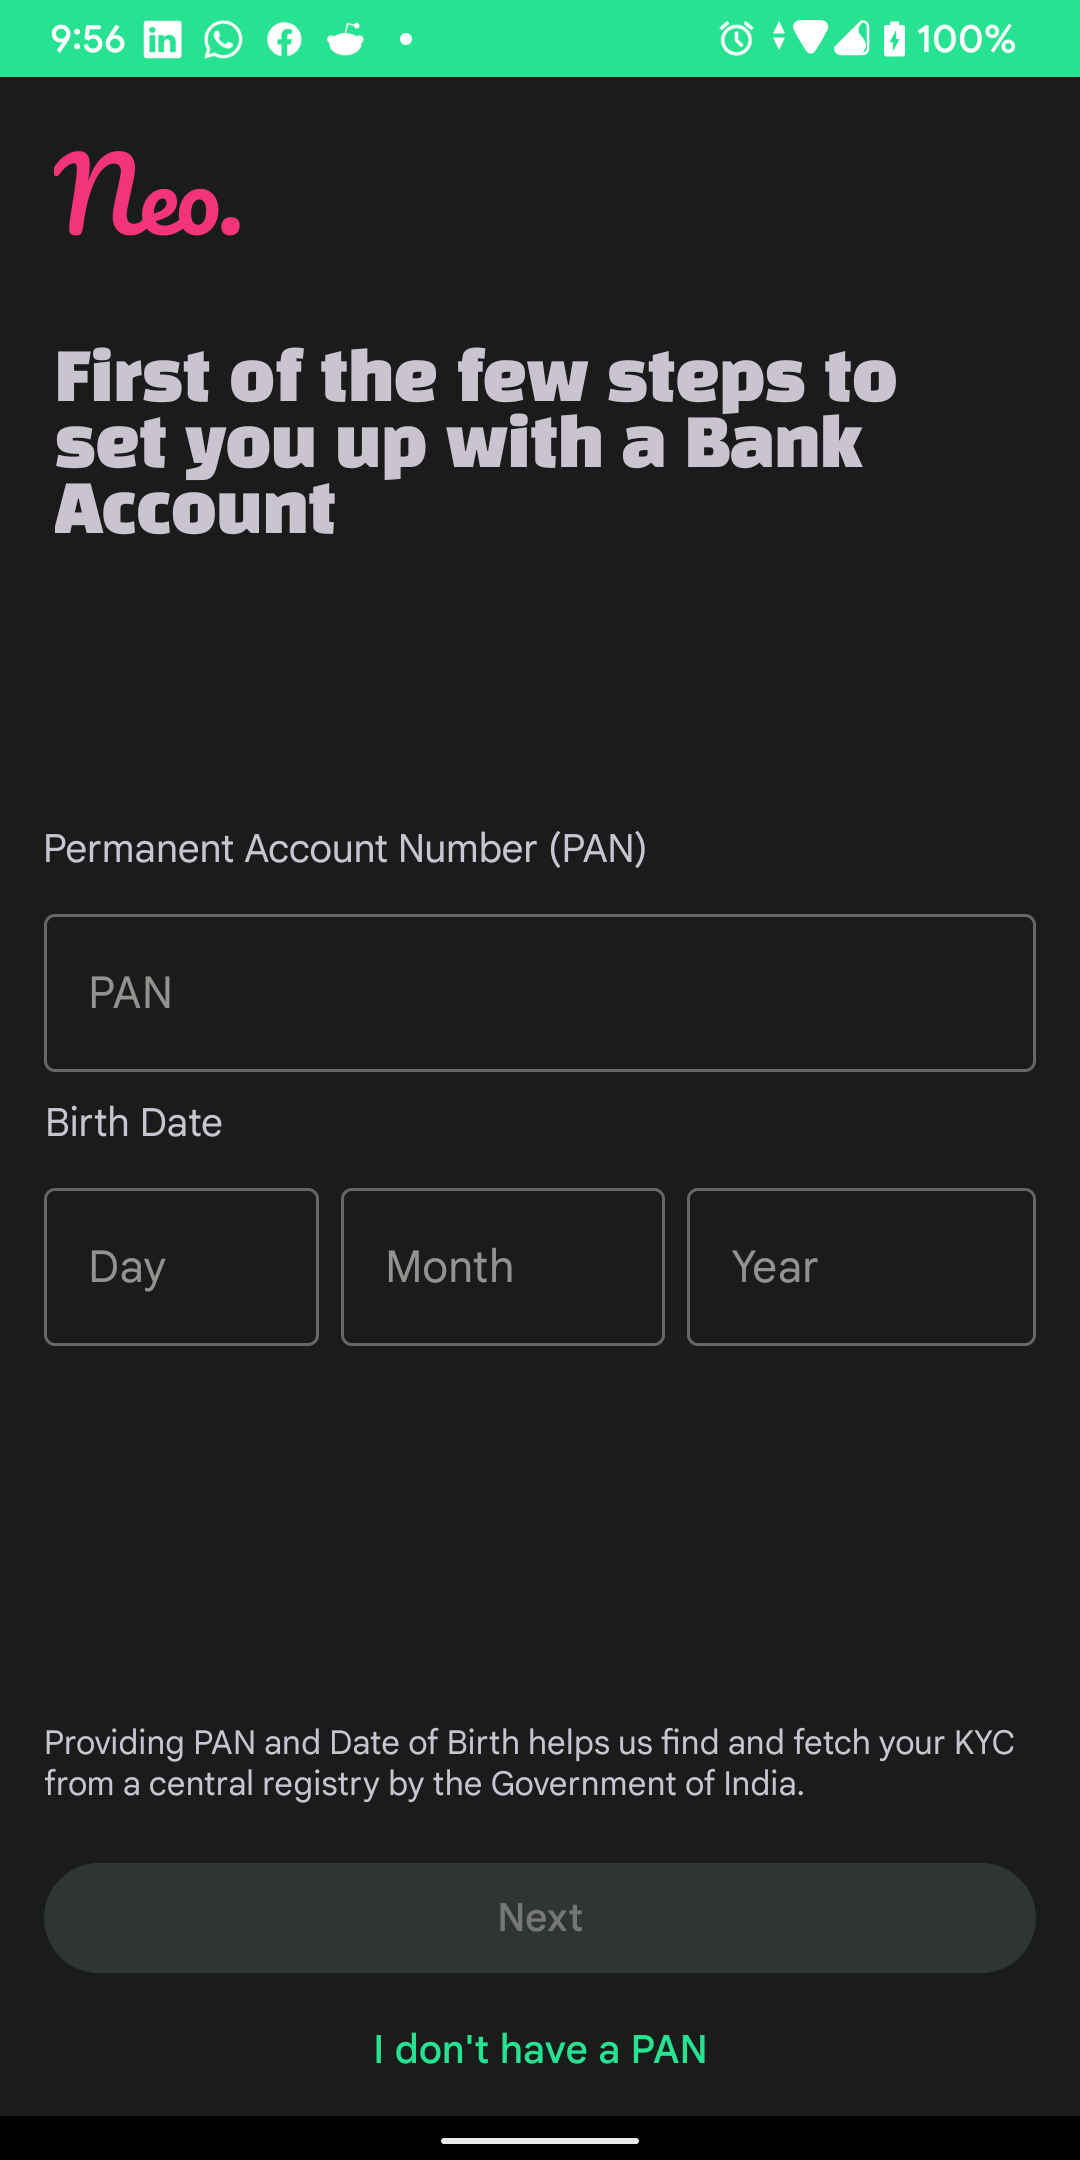 9:56
100%
Neo.
First of the few steps to
set you up with a Bank
Account
Permanent Account Number (PAN)
PAN
Birth Date
Day Month Year
Providing PAN and Date of Birth helps us find and fetch your KYC
from a central registry by the Government of India.
Next
I don't have a PAN